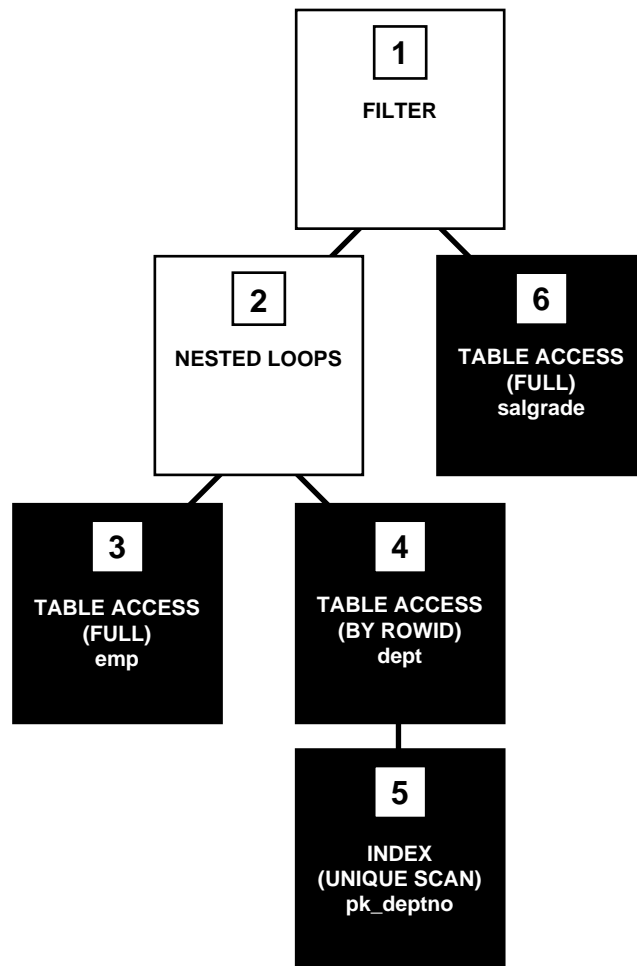 1
FILTER
2
NESTED LOOPS
6
TABLE ACCESS
(FULL)
salgrade
3
TABLE ACCESS
(FULL)
emp
4
TABLE ACCESS
(BY ROWID)
dept
5
INDEX
(UNIQUE SCAN)
pk_deptno